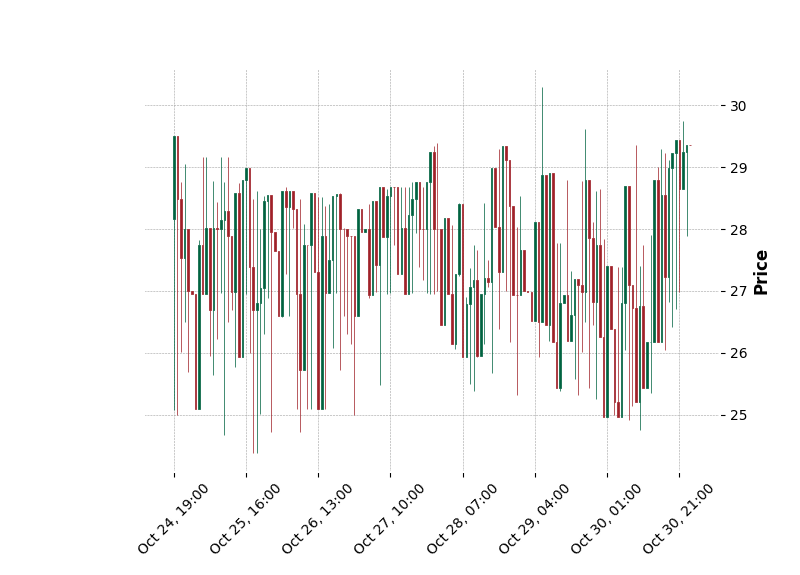 30
29
28
27
26
25
Price
Oct 24, 19:00
Oct 25, 16:00
Oct 26, 13:00
Oct 27, 10:00
Oct 28, 07:00
Oct 29, 04:00
Oct 30, 01:00
Oct 30, 21:00